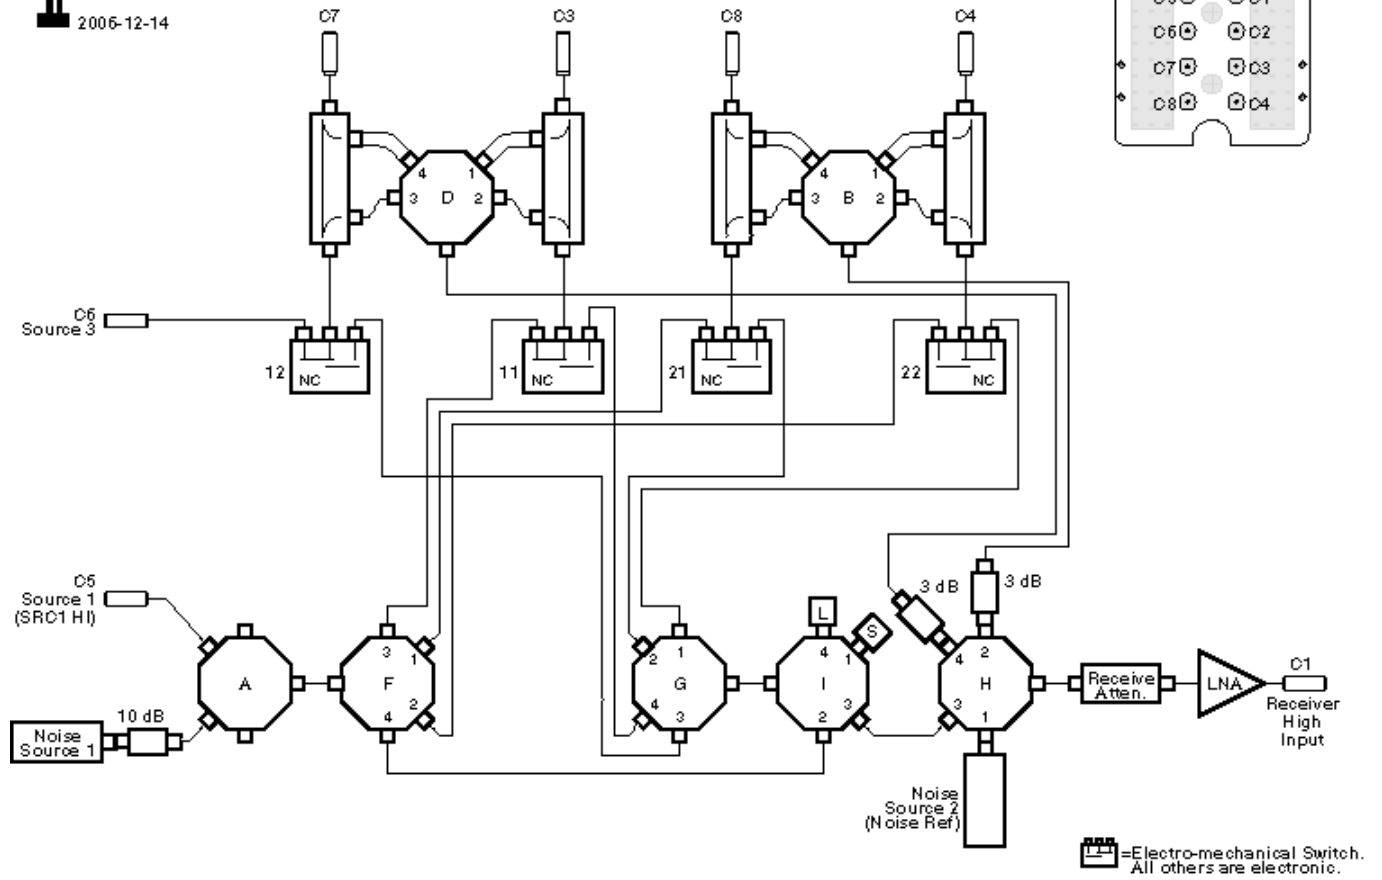 2006-12-14
C7
C3
C8
C4
C6 C2
C7 C3
C8 C4
4 1
3 D 2
4 1
3 B 2
C6
Source 3
12
NC
11
NC
21
NC
22
NC
C5
Source 1
(SRC1 HI)
A
10 dB
Noise
Source 1
3
1
F
2
4
2 1
G
4
3
L
S
4 1
I
3
2
3 dB
3 dB
4 2
H
3 1
Receive
Atten.
LNA
C1
Receiver
High
Input
Noise
Source 2
(Noise Ref)
=Electro-mechanical Switch.
All others are electronic.